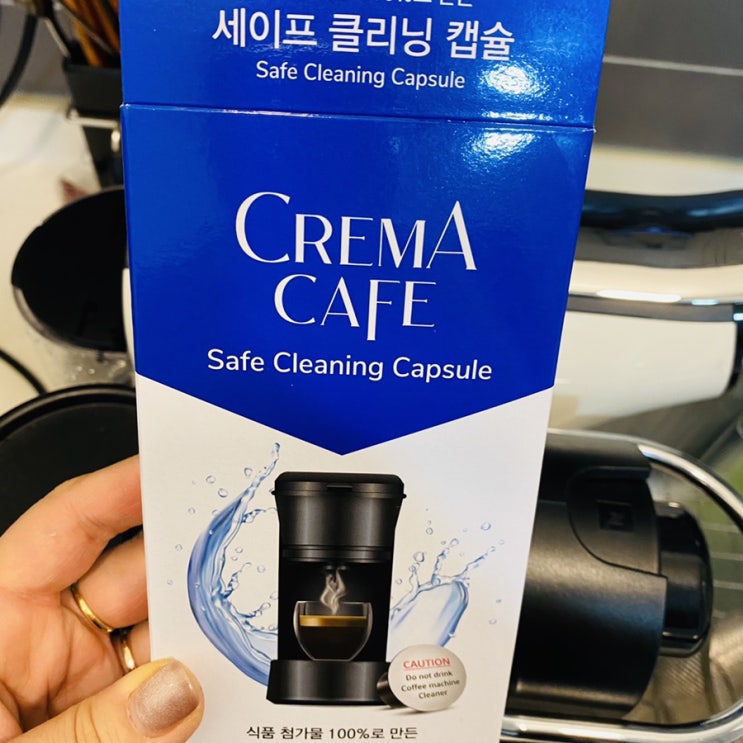 세이프 클리닝 캡슐
Safe Cleaning Capsule
CREMA
CAFE
Safe Cleaning Capsule
CAUTION
Do not drink
Coffee machine
Cleaner
식품 첨가물 100%로 만든